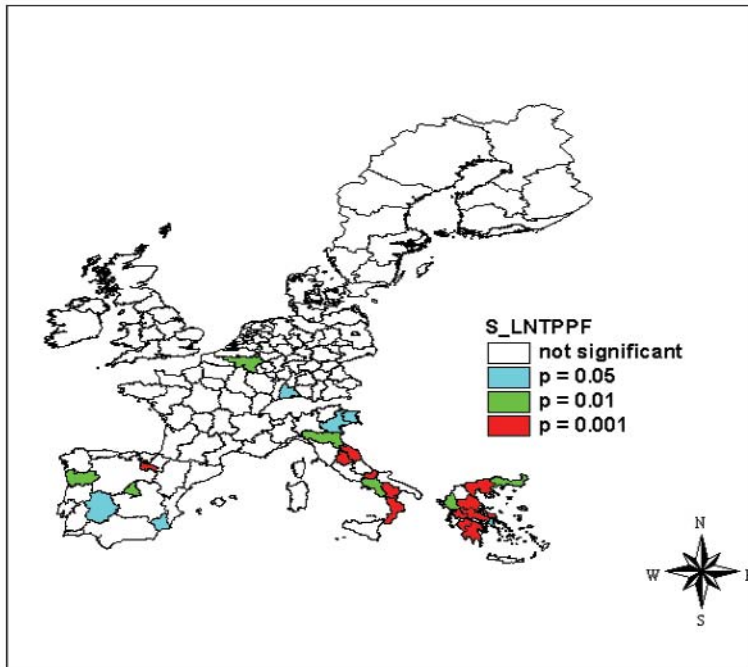 S_LNTPPF
not significant
p = 0.05
p = 0.01
p = 0.001
N
W
S